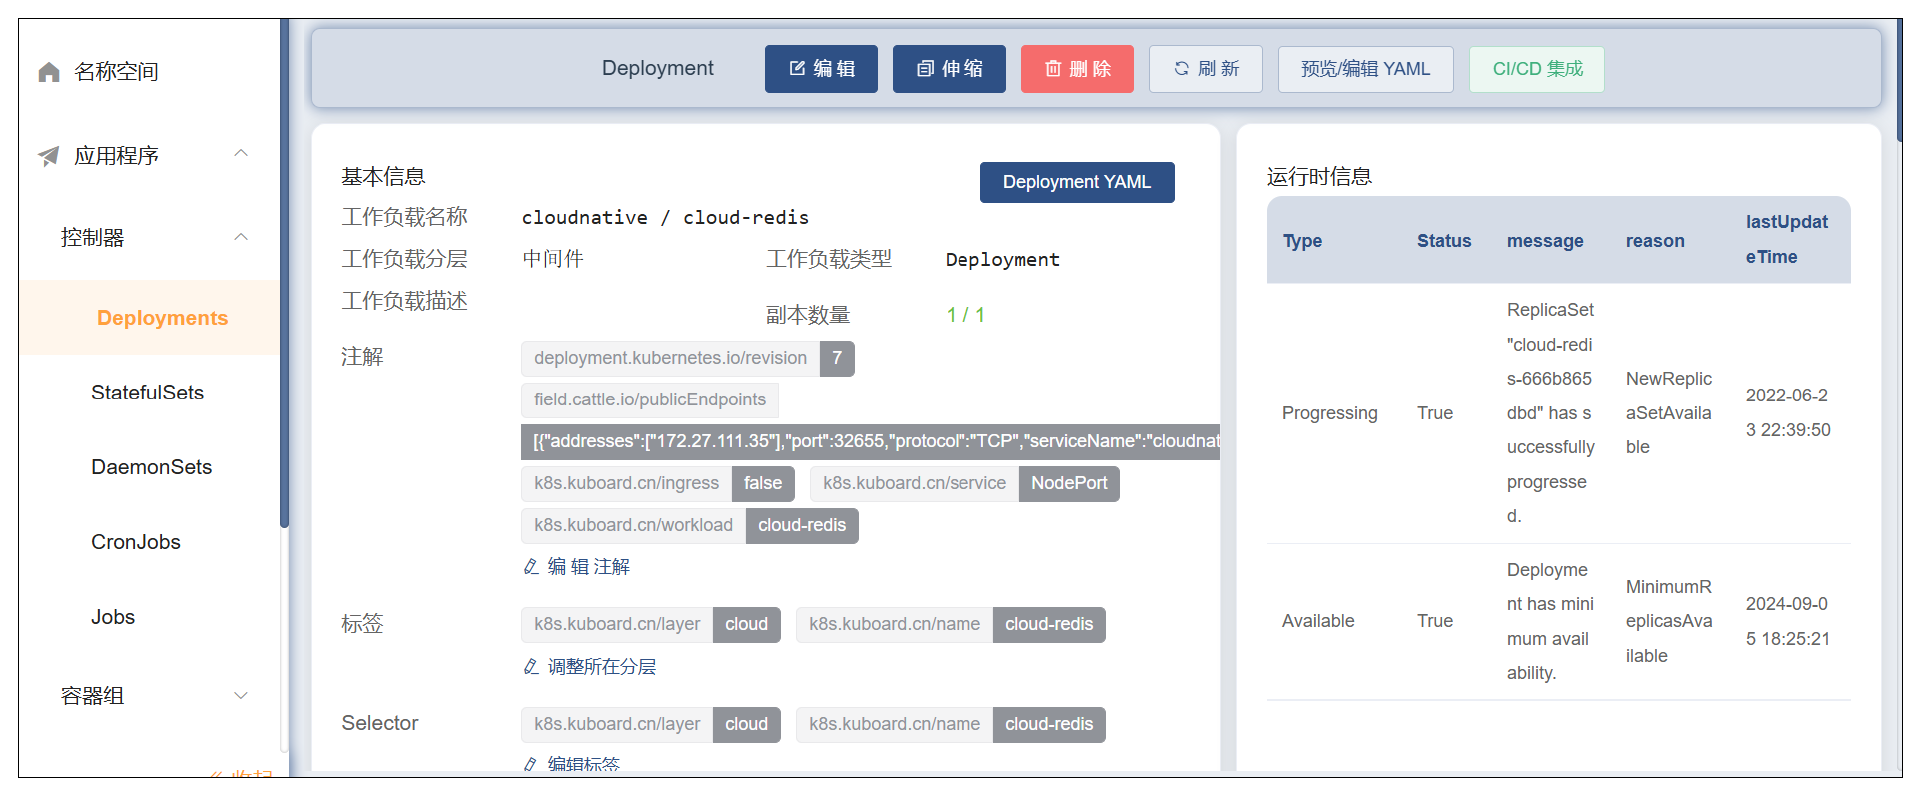 名称空间
应用程序
控制器
Deployments
StatefulSets
DaemonSets
CronJobs
Jobs
容器组
收起
Deployment
编辑
伸缩
删除
刷新
预览/编辑 YAML
CI/CD 集成
基本信息
Deployment YAML
工作负载名称 cloudnative / cloud-redis
工作负载分层 中间件 工作负载类型 Deployment
工作负载描述
副本数量 1 / 1
注解 deployment.kubernetes.io/revision 7
field.cattle.io/publicEndpoints
[{"addresses":["172.27.111.35"],"port":32655,"protocol":"TCP","serviceName":"cloudnat
k8s.kuboard.cn/ingress false k8s.kuboard.cn/service NodePort
k8s.kuboard.cn/workload cloud-redis
编辑注解
标签 k8s.kuboard.cn/layer cloud k8s.kuboard.cn/name cloud-redis
调整所在分层
Selector k8s.kuboard.cn/layer cloud k8s.kuboard.cn/name cloud-redis
编辑标签
运行时信息
Type Status message reason lastUpdat
eTime
Progressing
True
ReplicaSet
"cloud-redi
s-666b865
dbd" has s
uccessfully
progresse
d.
NewReplic
aSetAvaila
ble
2022-06-2
3 22:39:50
Available
True
Deployme
nt has mini
mum avail
ability.
MinimumR
eplicasAva
ilable
2024-09-0
5 18:25:21